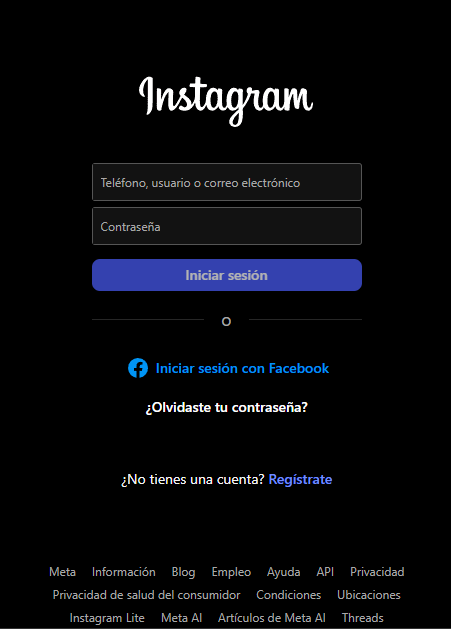 Instagram
Teléfono, usuario o correo electrónico
Contraseña
Iniciar sesión
O
Iniciar sesión con Facebook
¿Olvidaste tu contraseña?
¿No tienes una cuenta? Regístrate
Meta Información Blog Empleo Ayuda API Privacidad
Privacidad de salud del consumidor Condiciones Ubicaciones
Instagram Lite Meta AI Artículos de Meta AI Threads